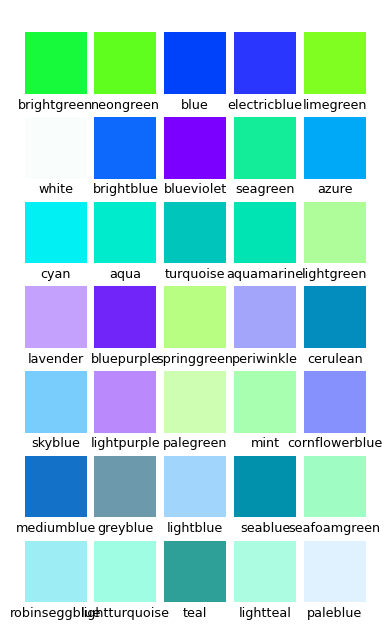 brightgreen neongreen blue electricblue limegreen
white brightblue blueviolet seagreen azure
cyan aqua turquoise aquamarine lightgreen
lavender bluepurple springgreen periwinkle cerulean
skyblue lightpurple palegreen mint cornflowerblue
mediumblue greyblue lightblue seablue seafoamgreen
robinseggblue lightturquoise teal lightteal paleblue